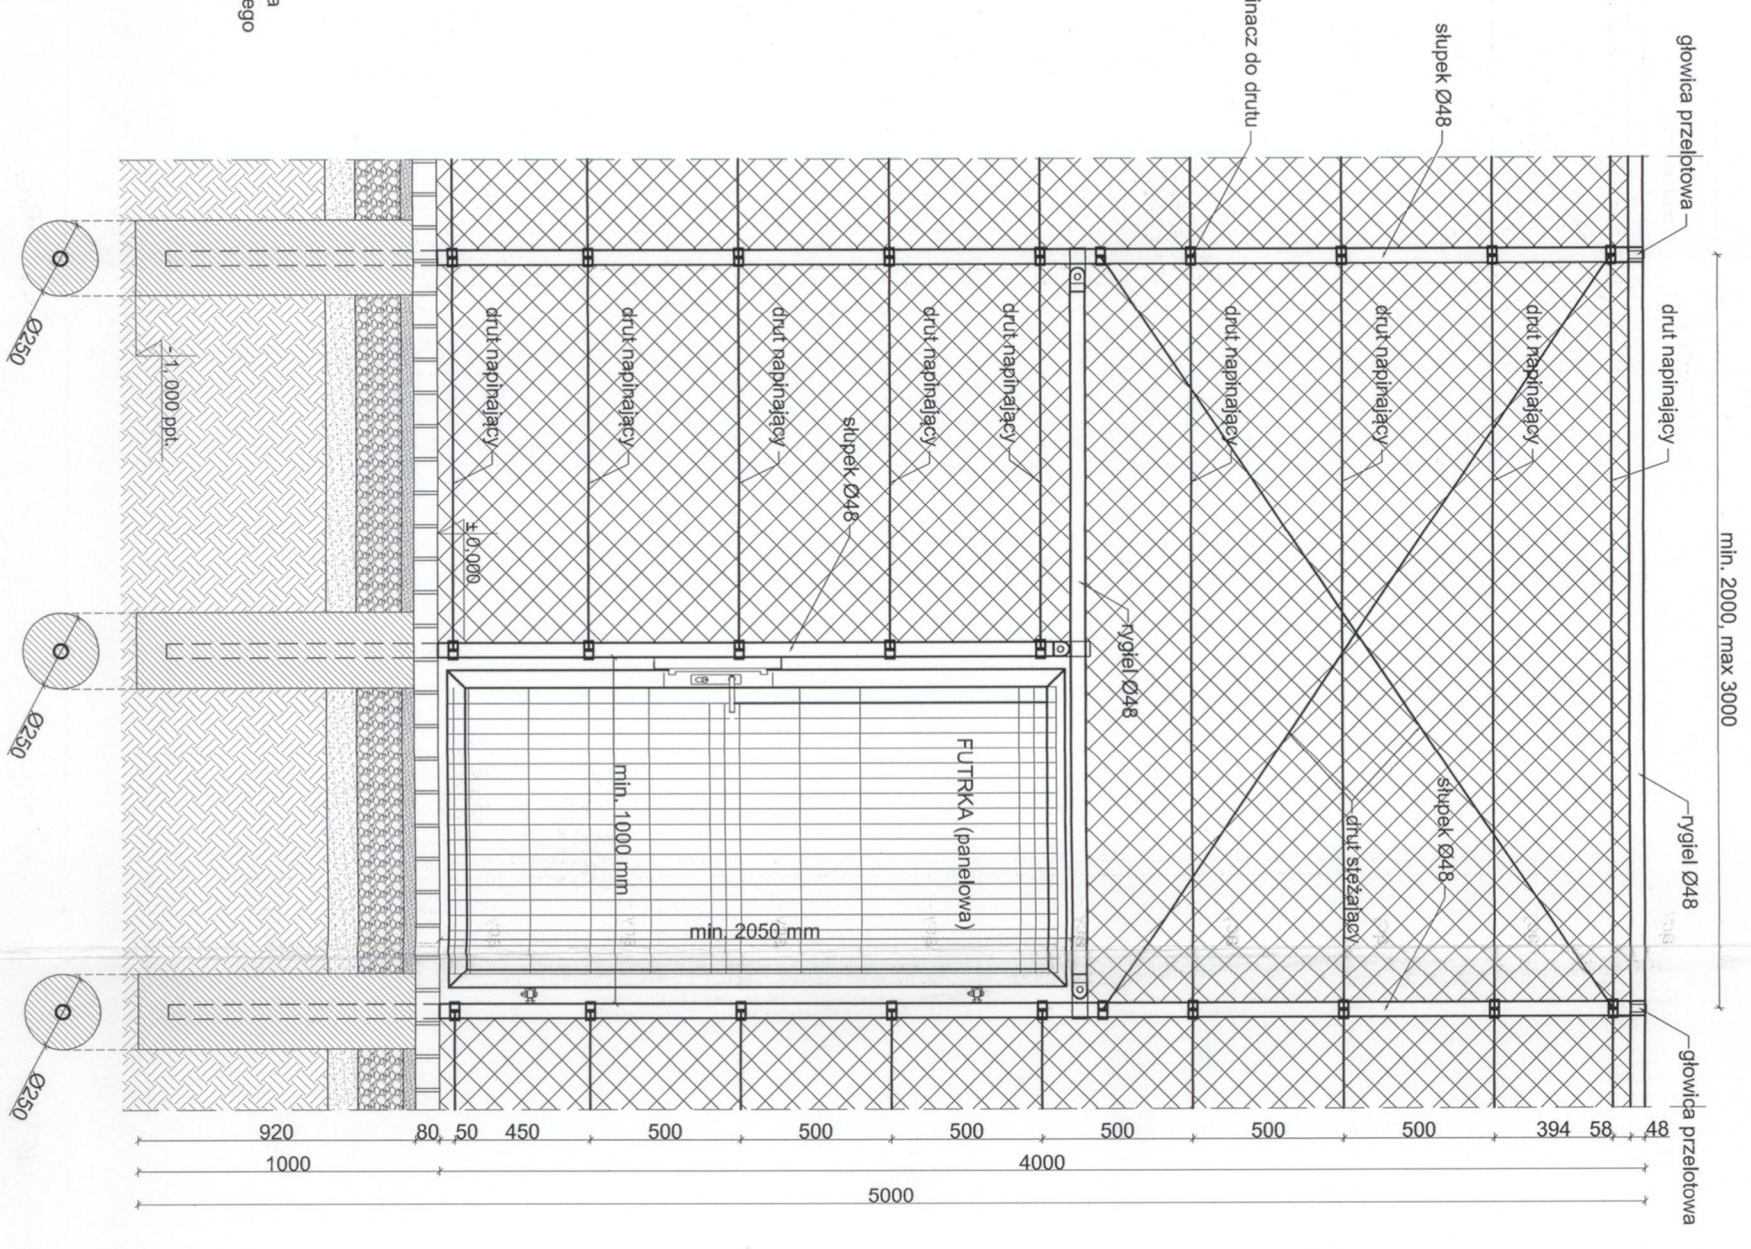 ego
głowica przelotowa
słupek Ø48
inacz do drutu
min. 2000, max 3000
drut napinający
rygiel Ø48
głowica przelotowa
drut napinający
drut napinający
drut napinający
drut napinający
drut napinający
drut napinający
drut napinający
drut napinający
słupek Ø48
drut stężający
rygiel Ø48
słupek Ø48
FUTRKA (panelowa)
min. 2050 mm
min. 1000 mm
± 0,000
-1, 000 ppt.
Ø250
Ø250
Ø250
920
80
50
450
500
500
500
500
500
500
394
58
48
1000
4000
5000